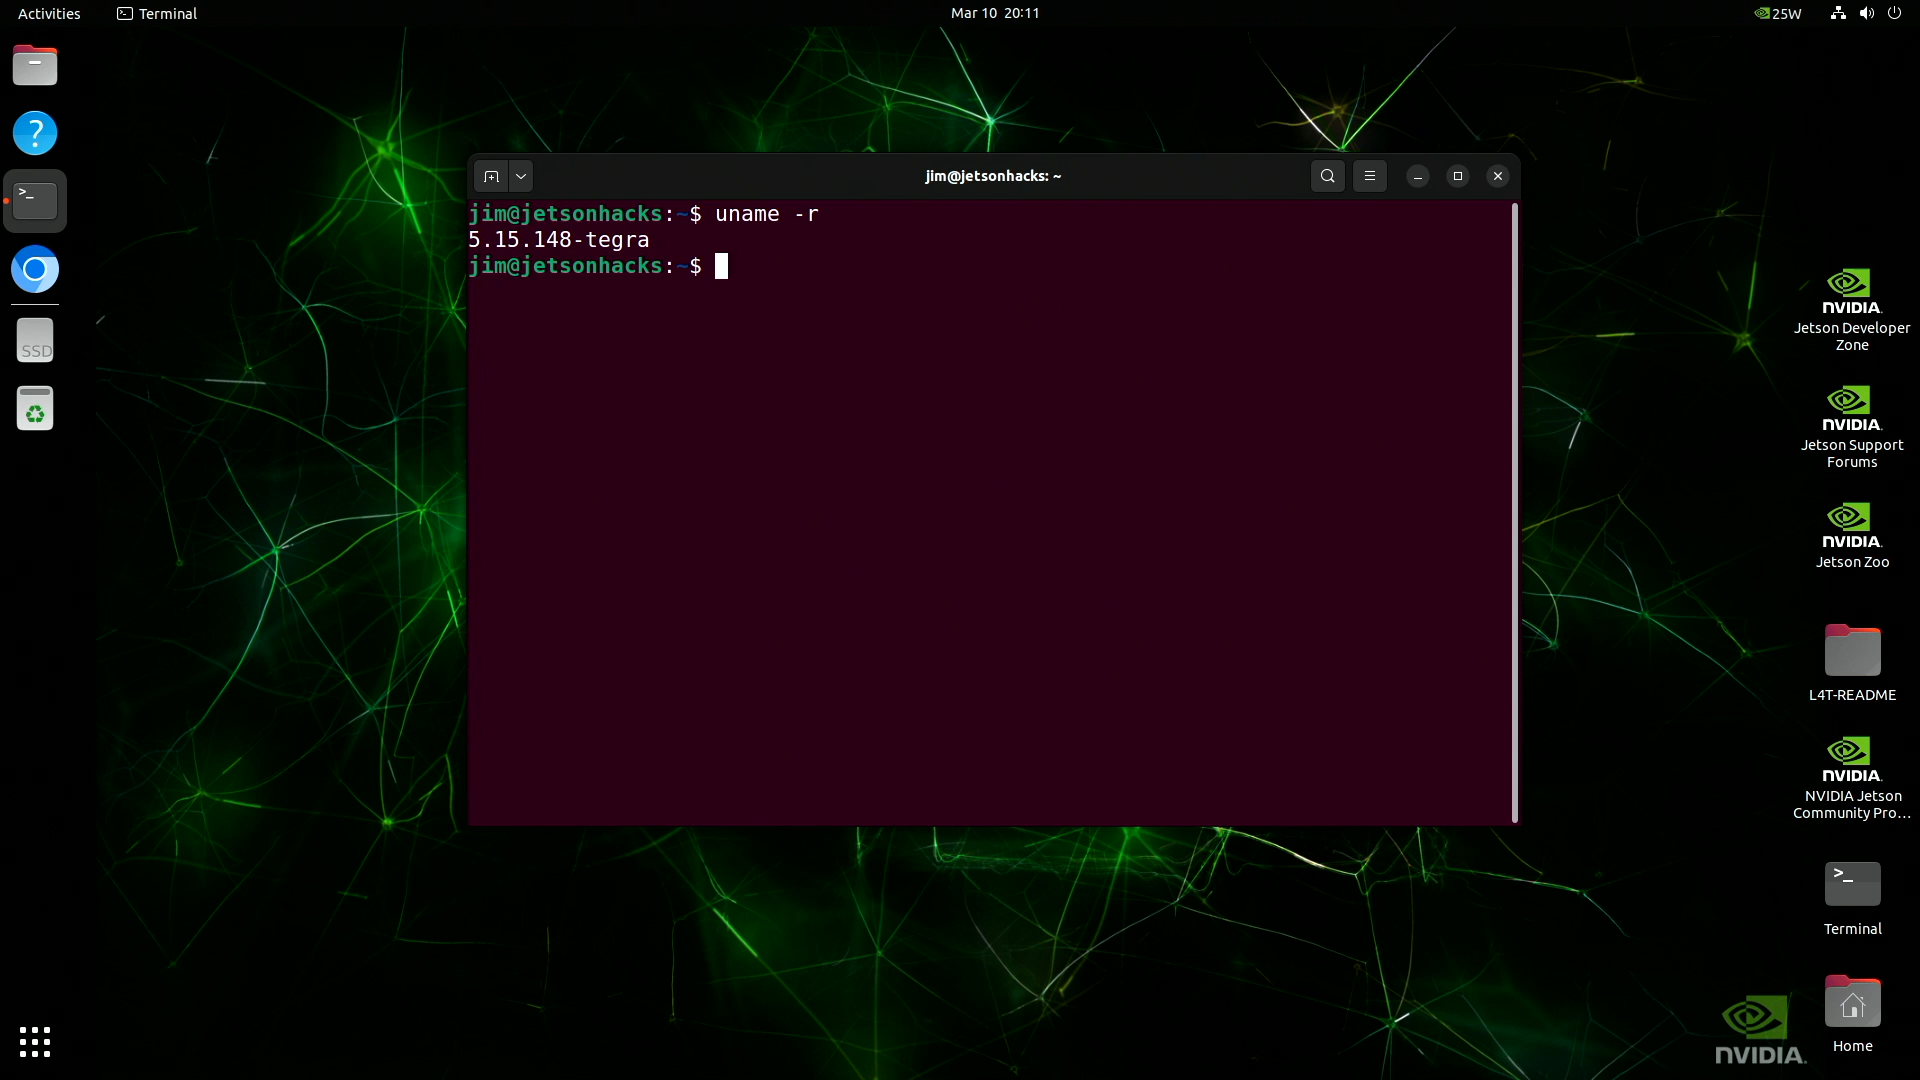 Activities
Terminal
Mar 10 20:11
25W
jim@jetsonhacks: ~
jim@jetsonhacks:~$ uname -r
5.15.148-tegra
jim@jetsonhacks:~$
?
>_
SSD
NVIDIA.
Jetson Developer
Zone
NVIDIA.
Jetson Support
Forums
NVIDIA.
Jetson Zoo
L4T-README
NVIDIA.
NVIDIA Jetson
Community Pro...
>_
Terminal
Home
NVIDIA.